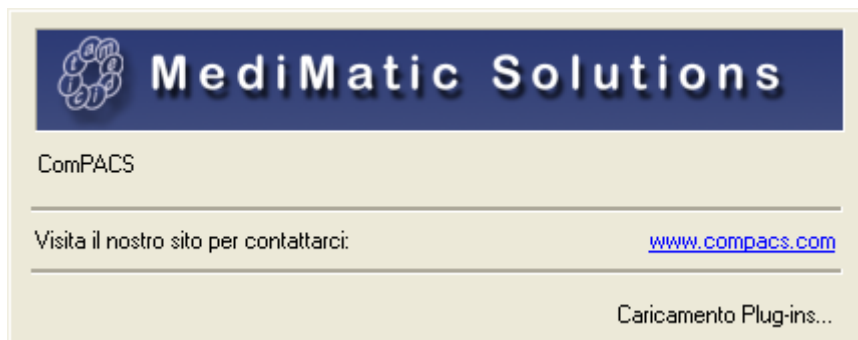 MediMatic Solutions
ComPACS
Visita il nostro sito per contattarci:
www.compacs.com
Caricamento Plug-ins...